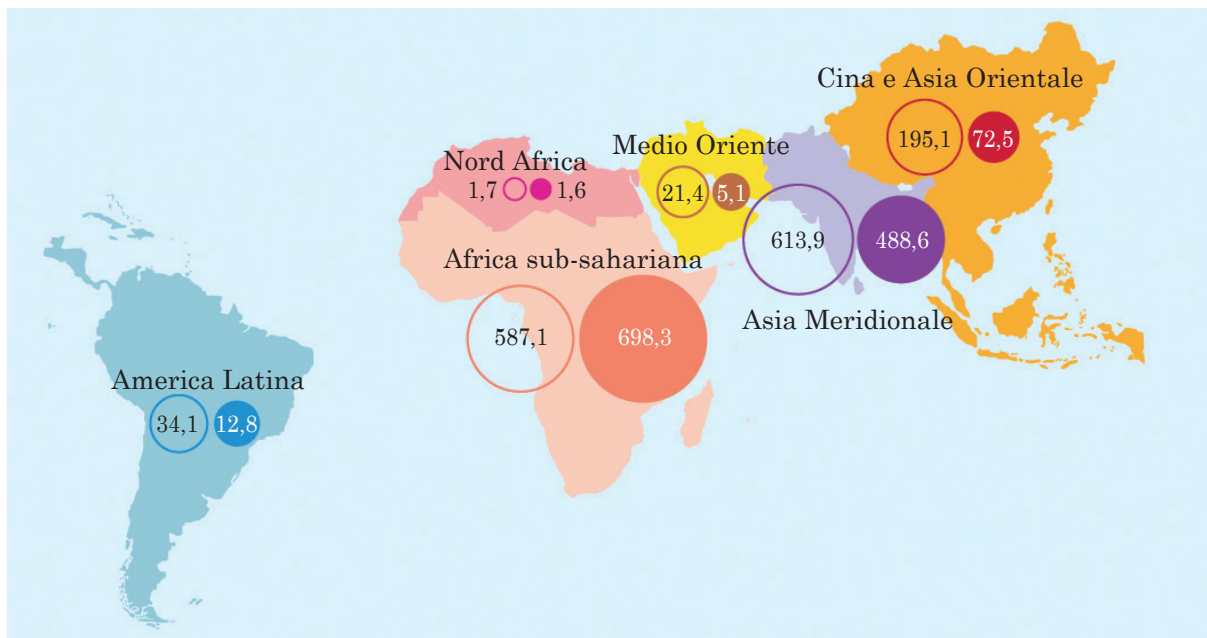 Cina e Asia Orientale
195,1 72,5
Medio Oriente
21,4 5,1
Nord Africa
1,7 1,6
613,9 488,6
Africa sub-sahariana
Asia Meridionale
587,1 698,3
America Latina
34,1 12,8